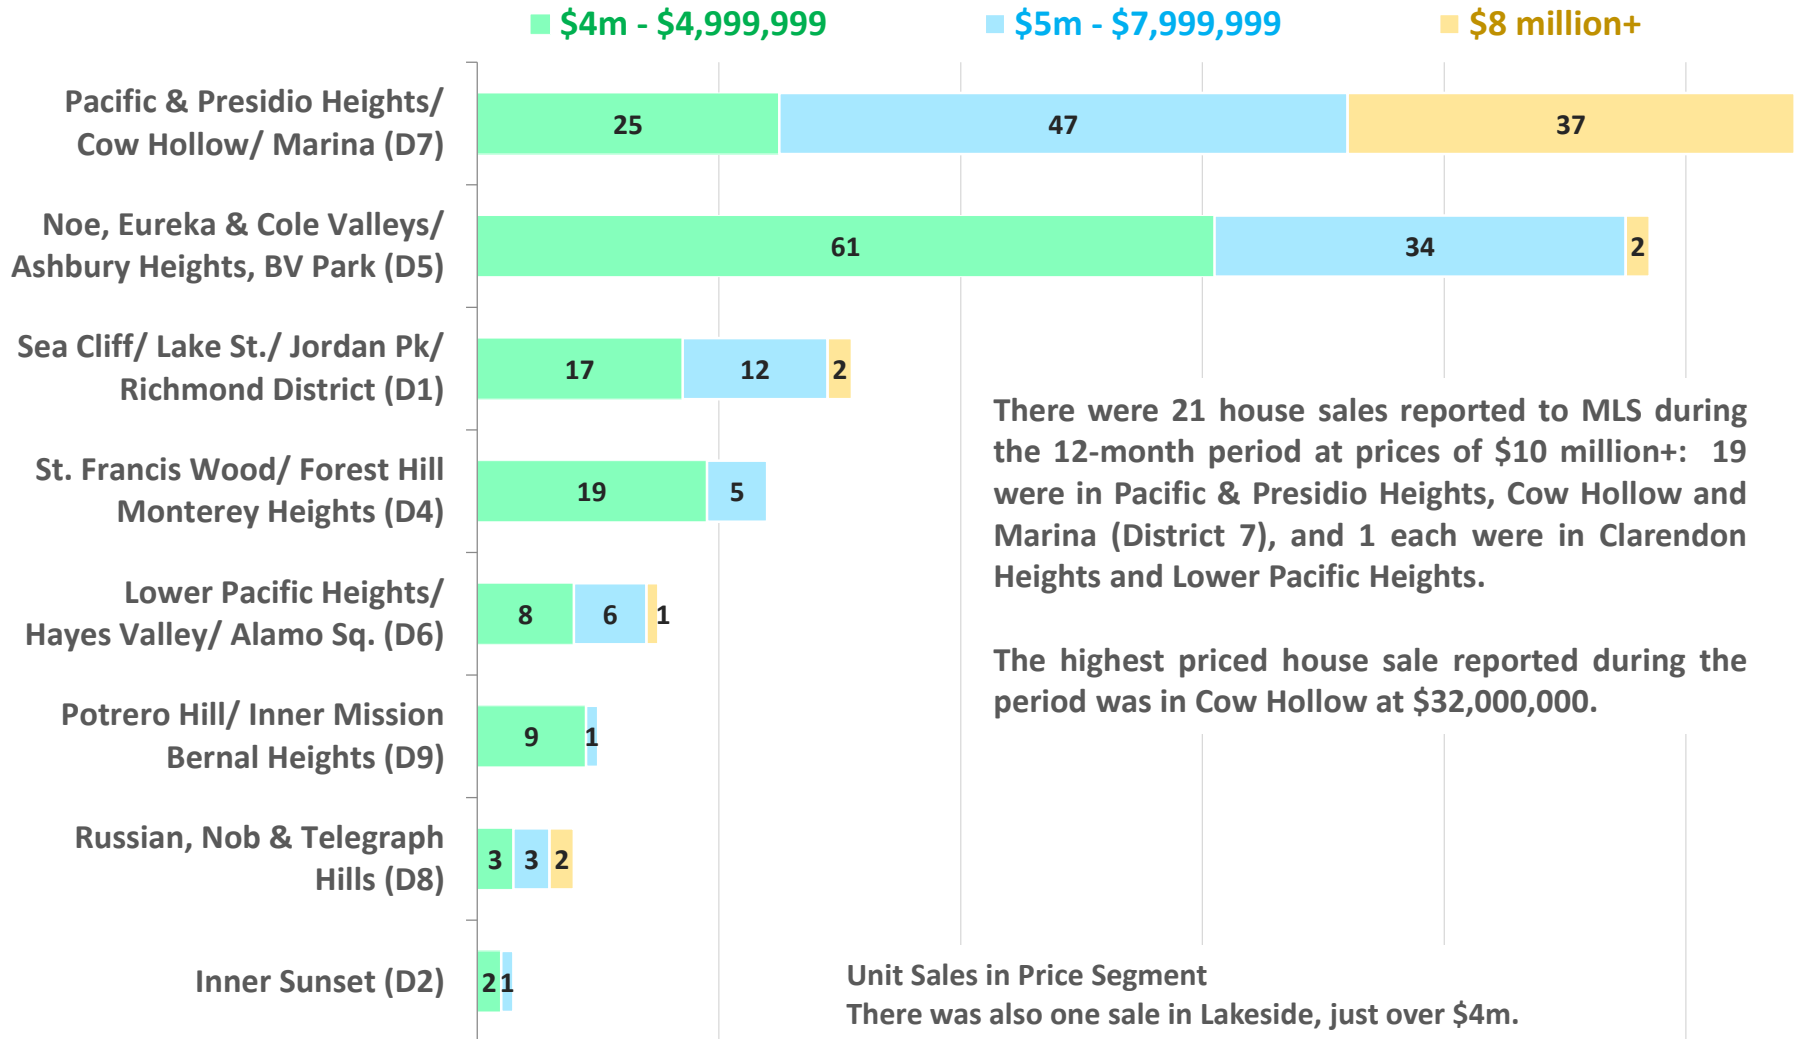 $4m - $4,999,999
$5m - $7,999,999
$8 million+
Pacific & Presidio Heights/
Cow Hollow/ Marina (D7)
25
47
37
Noe, Eureka & Cole Valleys/
Ashbury Heights, BV Park (D5)
61
34
2
Sea Cliff/ Lake St./ Jordan Pk/
Richmond District (D1)
17
12
2
St. Francis Wood/ Forest Hill
Monterey Heights (D4)
19
5
Lower Pacific Heights/
Hayes Valley/ Alamo Sq. (D6)
8
6
1
Potrero Hill/ Inner Mission
Bernal Heights (D9)
9
1
Russian, Nob & Telegraph
Hills (D8)
3
3
2
Inner Sunset (D2)
2
1
There were 21 house sales reported to MLS during
the 12-month period at prices of $10 million+: 19
were in Pacific & Presidio Heights, Cow Hollow and
Marina (District 7), and 1 each were in Clarendon
Heights and Lower Pacific Heights.
The highest priced house sale reported during the
period was in Cow Hollow at $32,000,000.
Unit Sales in Price Segment
There was also one sale in Lakeside, just over $4m.